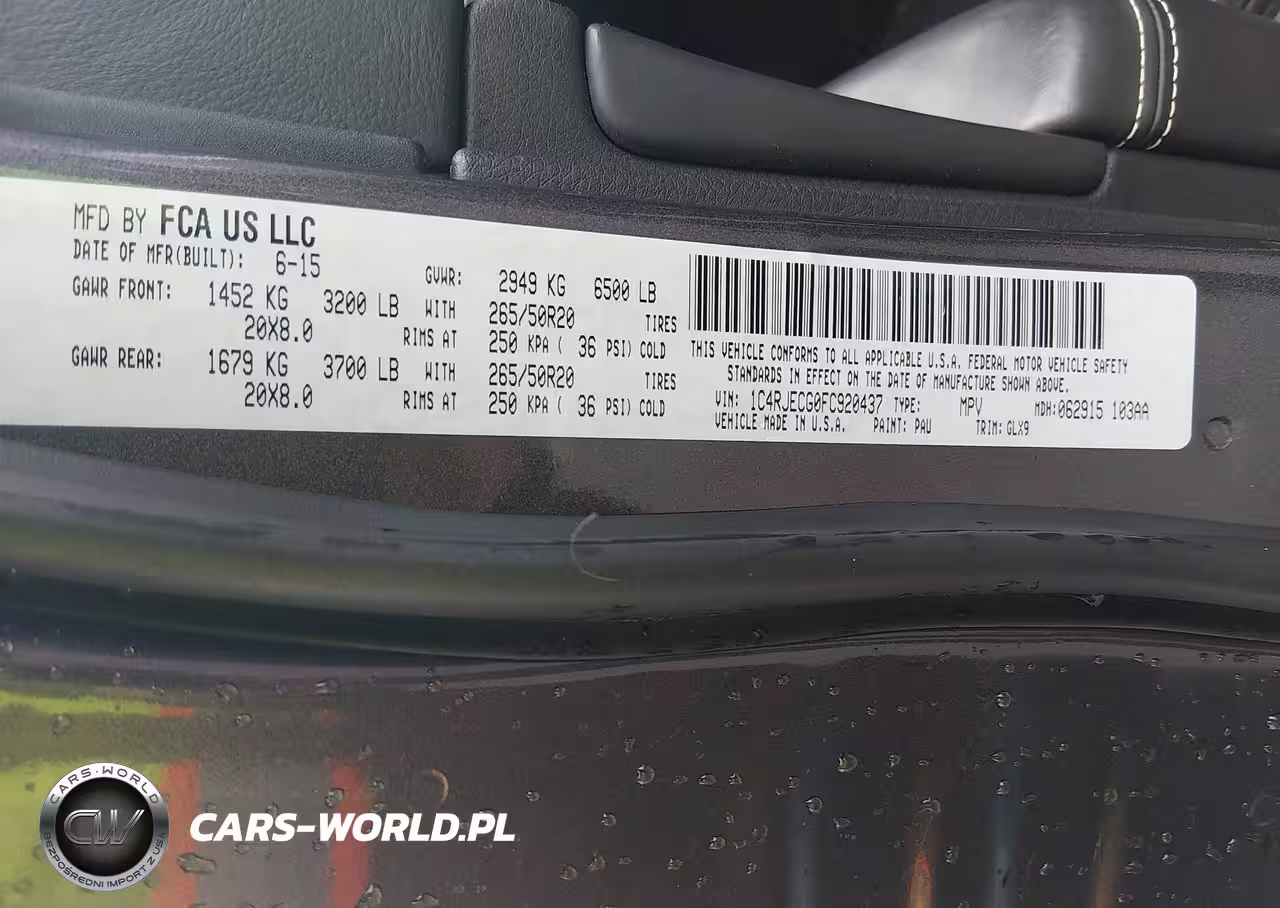 MFD BY FCA US LLC
DATE OF MFR(BUILT): 6-15
GVWR: 2949 KG 6500 LB
GAWR FRONT: 1452 KG 3200 LB WITH 265/50R20 TIRES
20X8.0 RIMS AT 250 KPA ( 36 PSI) COLD
GAWR REAR: 1679 KG 3700 LB WITH 265/50R20 TIRES
20X8.0 RIMS AT 250 KPA ( 36 PSI) COLD
THIS VEHICLE CONFORMS TO ALL APPLICABLE U.S.A. FEDERAL MOTOR VEHICLE SAFETY
STANDARDS IN EFFECT ON THE DATE OF MANUFACTURE SHOWN ABOVE.
VIN: 1C4RJECG0FC920437 TYPE: MPV MDH:062915 103AA
VEHICLE MADE IN U.S.A. PAINT: PAU TRIM: GLX9
CARS-WORLD
CW
BEZPOŚREDNI IMPORT Z USA
CARS-WORLD.PL